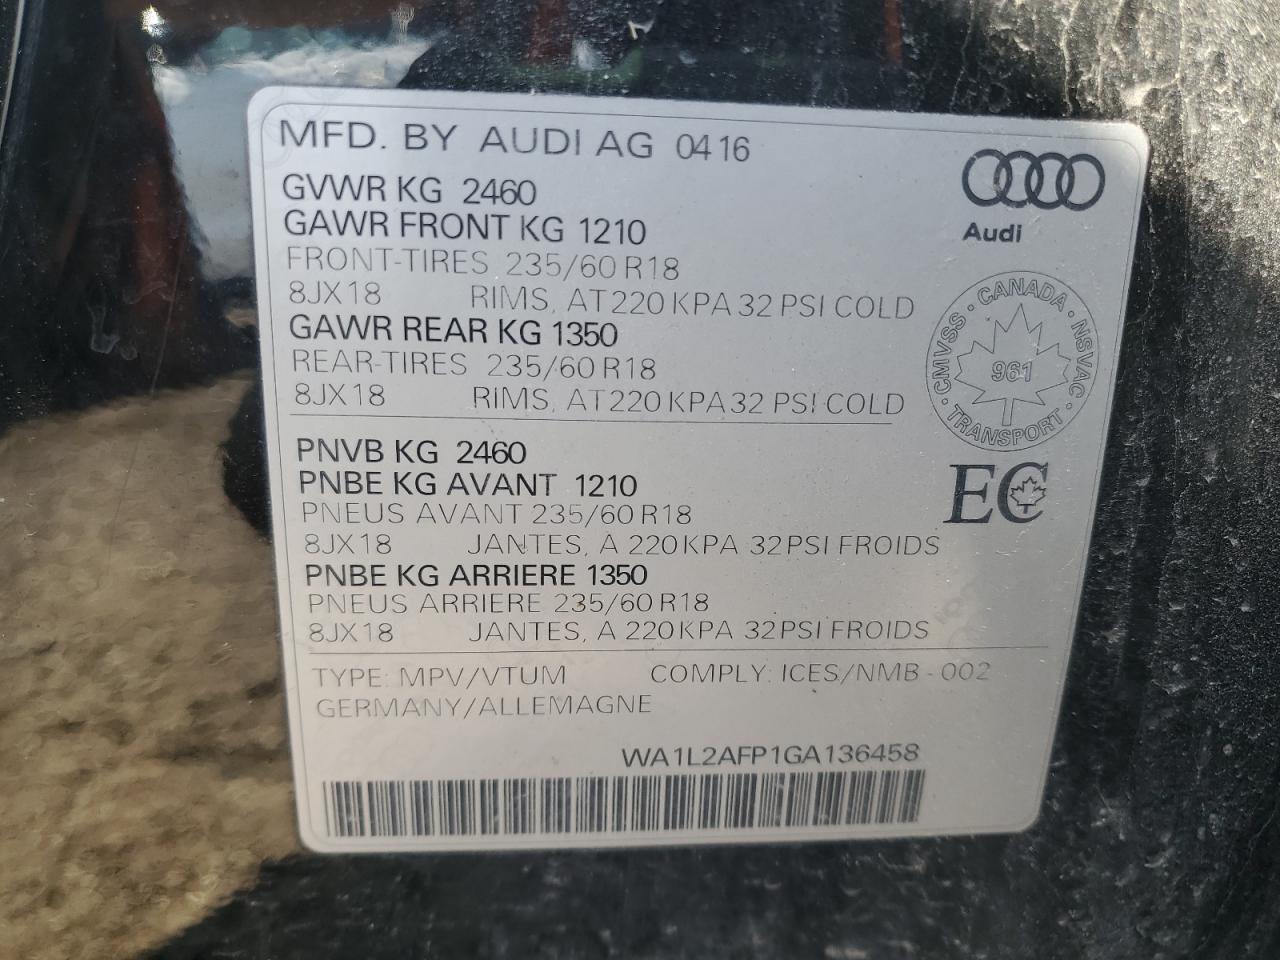 MFD. BY AUDI AG 04 16
GVWR KG 2460
GAWR FRONT KG 1210
FRONT-TIRES 235/60 R18
8JX18 RIMS, AT 220 KPA 32 PSI COLD
GAWR REAR KG 1350
REAR-TIRES 235/60 R18
8JX18 RIMS, AT 220 KPA 32 PSI COLD
Audi
CMVSS · CANADA · NSVAC · TRANSPORT ·
961
PNVB KG 2460
PNBE KG AVANT 1210
PNEUS AVANT 235/60 R18
8JX18 JANTES, A 220 KPA 32 PSI FROIDS
PNBE KG ARRIERE 1350
PNEUS ARRIERE 235/60 R18
8JX18 JANTES, A 220 KPA 32 PSI FROIDS
EC
TYPE: MPV/VTUM COMPLY: ICES/NMB - 002
GERMANY/ALLEMAGNE
WA1L2AFP1GA136458